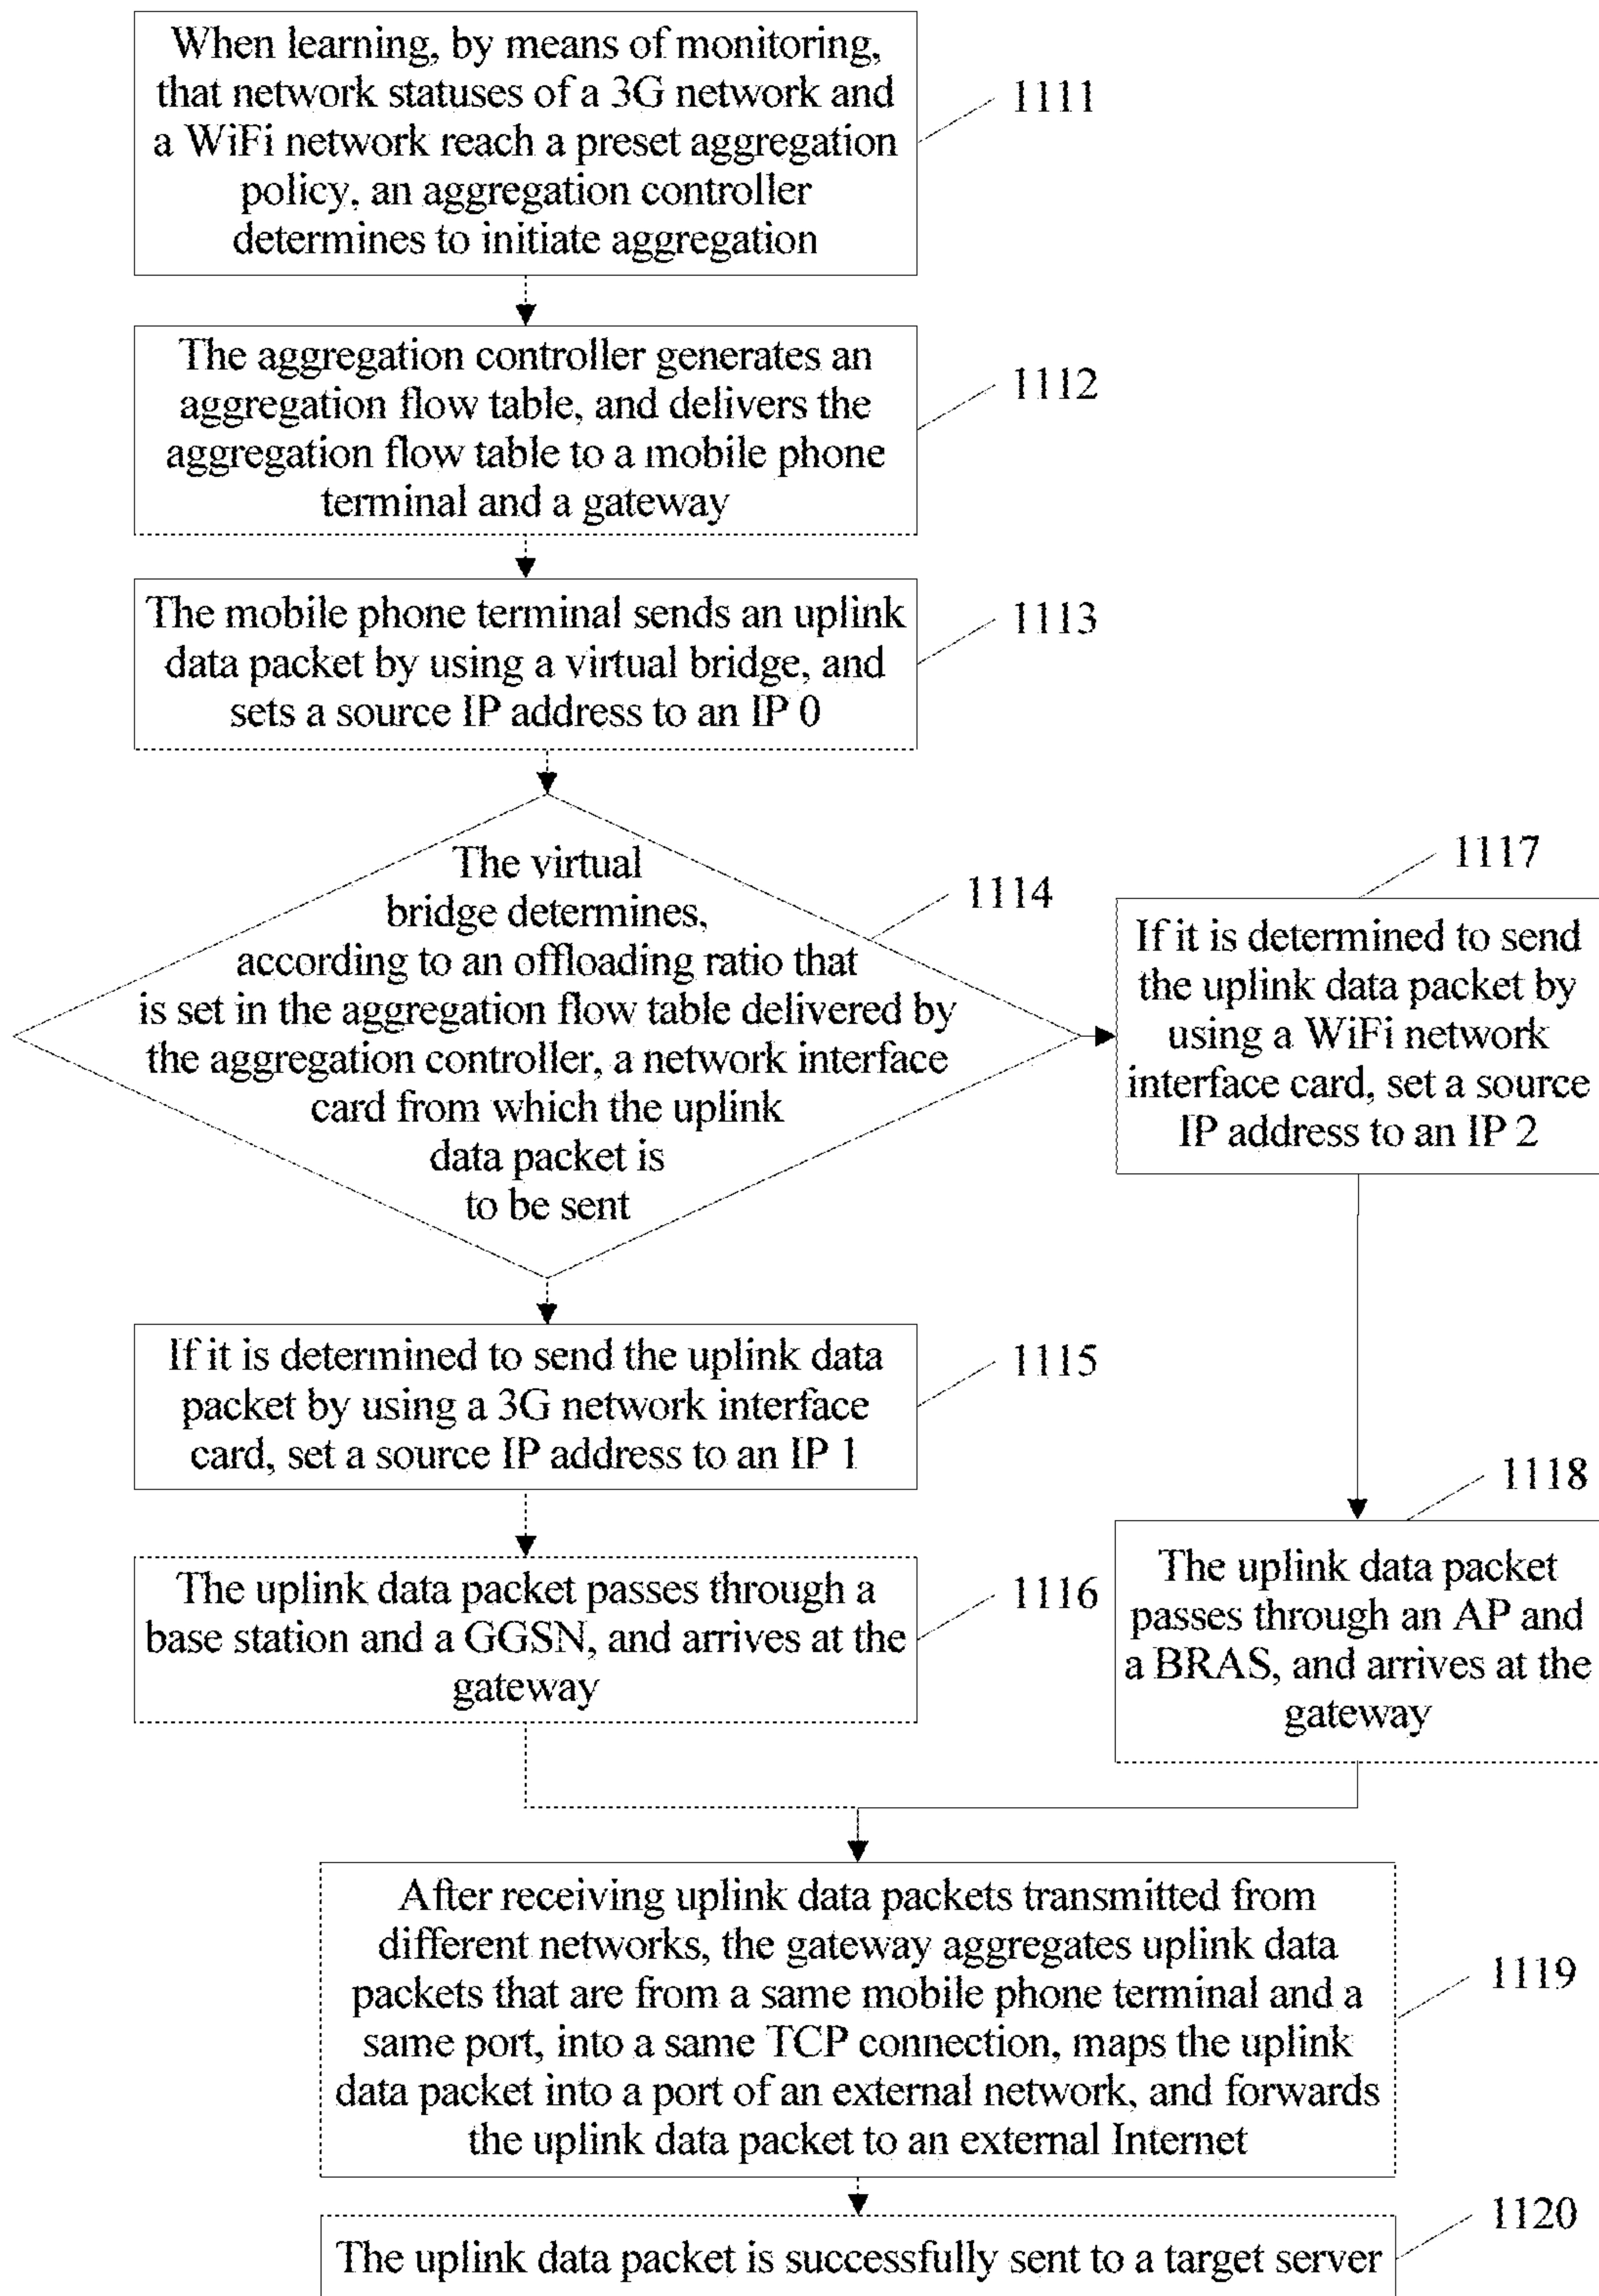 When learning, by means of monitoring,
that network statuses of a 3G network and
a WiFi network reach a preset aggregation
policy, an aggregation controller
determines to initiate aggregation
1111
The aggregation controller generates an
aggregation flow table, and delivers the
aggregation flow table to a mobile phone
terminal and a gateway
1112
The mobile phone terminal sends an uplink
data packet by using a virtual bridge, and
sets a source IP address to an IP 0
1113
The virtual
bridge determines,
according to an offloading ratio that
is set in the aggregation flow table delivered by
the aggregation controller, a network interface
card from which the uplink
data packet is
to be sent
1114
If it is determined to send the uplink data
packet by using a 3G network interface
card, set a source IP address to an IP 1
1115
The uplink data packet passes through a
base station and a GGSN, and arrives at the
gateway
1116
1117
If it is determined to send
the uplink data packet by
using a WiFi network
interface card, set a source
IP address to an IP 2
1118
The uplink data packet
passes through an AP and
a BRAS, and arrives at the
gateway
After receiving uplink data packets transmitted from
different networks, the gateway aggregates uplink data
packets that are from a same mobile phone terminal and a
same port, into a same TCP connection, maps the uplink
data packet into a port of an external network, and forwards
the uplink data packet to an external Internet
1119
The uplink data packet is successfully sent to a target server
1120